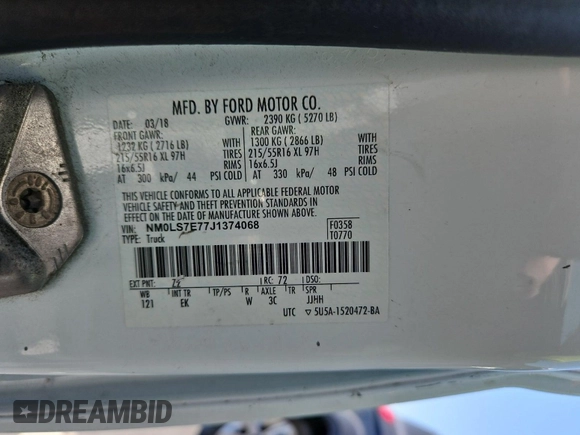 MFD. BY FORD MOTOR CO.
DATE: 03/18 GVWR: 2390 KG ( 5270 LB)
FRONT GAWR: REAR GAWR:
1232 KG ( 2716 LB) WITH 1300 KG ( 2866 LB) WITH
215/55R16 XL 97H TIRES 215/55R16 XL 97H TIRES
16x6.5J RIMS 16x6.5J RIMS
AT 300 kPa/ 44 PSI COLD AT 330 kPa/ 48 PSI COLD
THIS VEHICLE CONFORMS TO ALL APPLICABLE FEDERAL MOTOR
VEHICLE SAFETY AND THEFT PREVENTION STANDARDS IN
EFFECT ON THE DATE OF MANUFACTURE SHOWN ABOVE.
VIN: NM0LS7E77J1374068 F0358
TYPE: Truck T0770
EXT PNT: RC: 72 DSO:
WB INT TR TP/PS R AXLE TR SPR
121 EK W 3C JJHH
UTC 5U5A-1520472-BA
DREAMBID